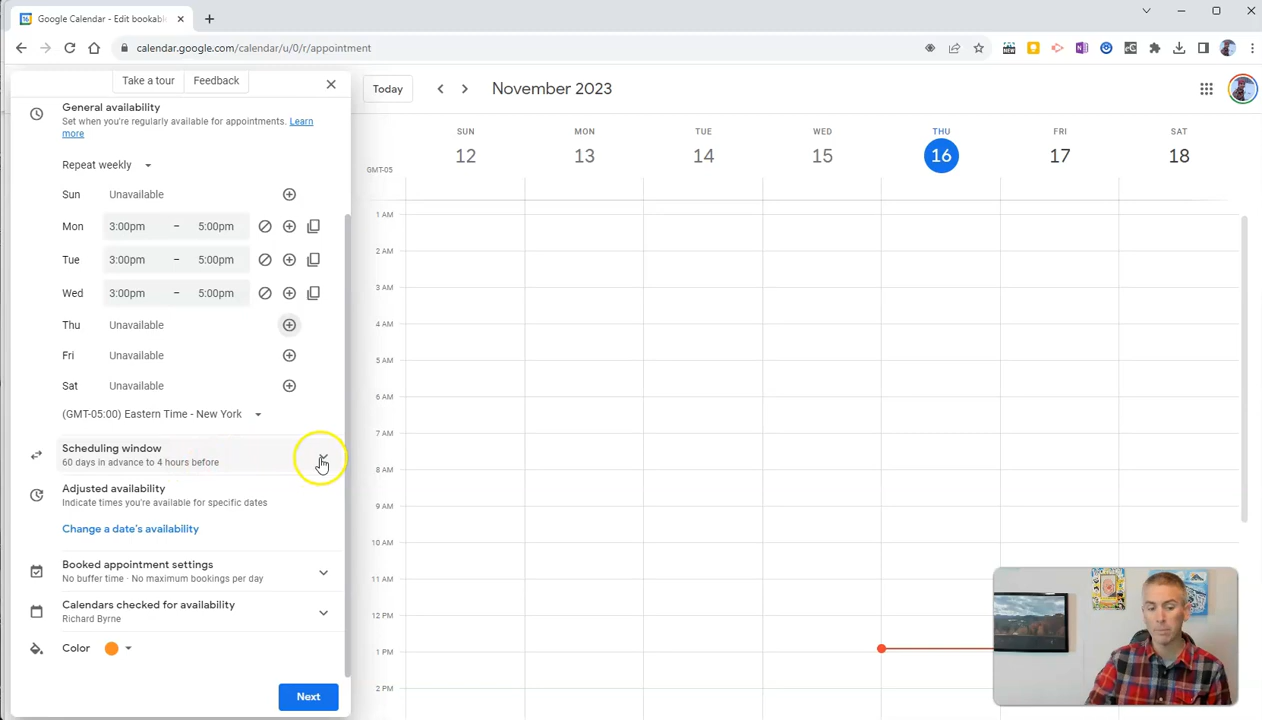 Google Calendar - Edit bookabl
calendar.google.com/calendar/u/0/r/appointment
Take a tour
Feedback
General availability
Set when you're regularly available for appointments. Learn
more
Repeat weekly
Sun Unavailable
Mon 3:00pm – 5:00pm
Tue 3:00pm – 5:00pm
Wed 3:00pm – 5:00pm
Thu Unavailable
Fri Unavailable
Sat Unavailable
(GMT-05:00) Eastern Time - New York
Scheduling window
60 days in advance to 4 hours before
Adjusted availability
Indicate times you're available for specific dates
Change a date's availability
Booked appointment settings
No buffer time · No maximum bookings per day
Calendars checked for availability
Richard Byrne
Color
Next
Today
November 2023
GMT-05
SUN MON TUE WED THU FRI SAT
12 13 14 15 16 17 18
1 AM
2 AM
3 AM
4 AM
5 AM
6 AM
7 AM
8 AM
9 AM
10 AM
11 AM
12 PM
1 PM
2 PM